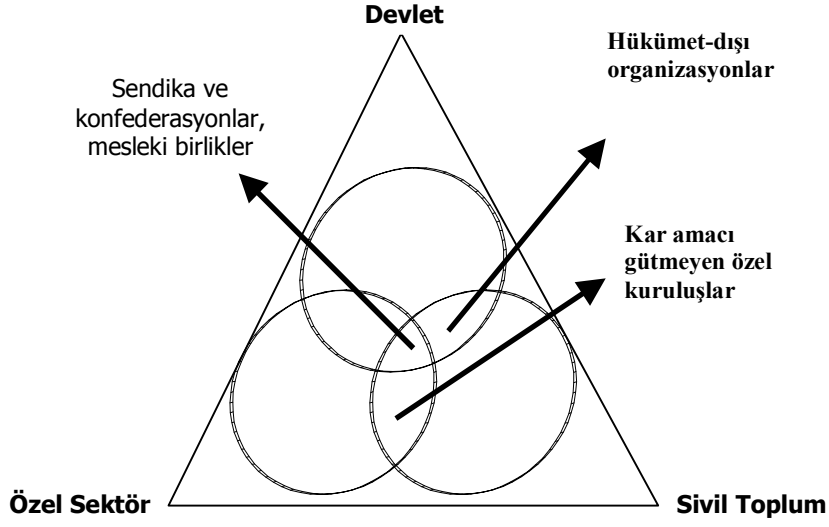 Devlet
Hükümet-dışı
organizasyonlar
Sendika ve
konfederasyonlar,
mesleki birlikler
Kar amacı
gütmeyen özel
kuruluşlar
Özel Sektör
Sivil Toplum